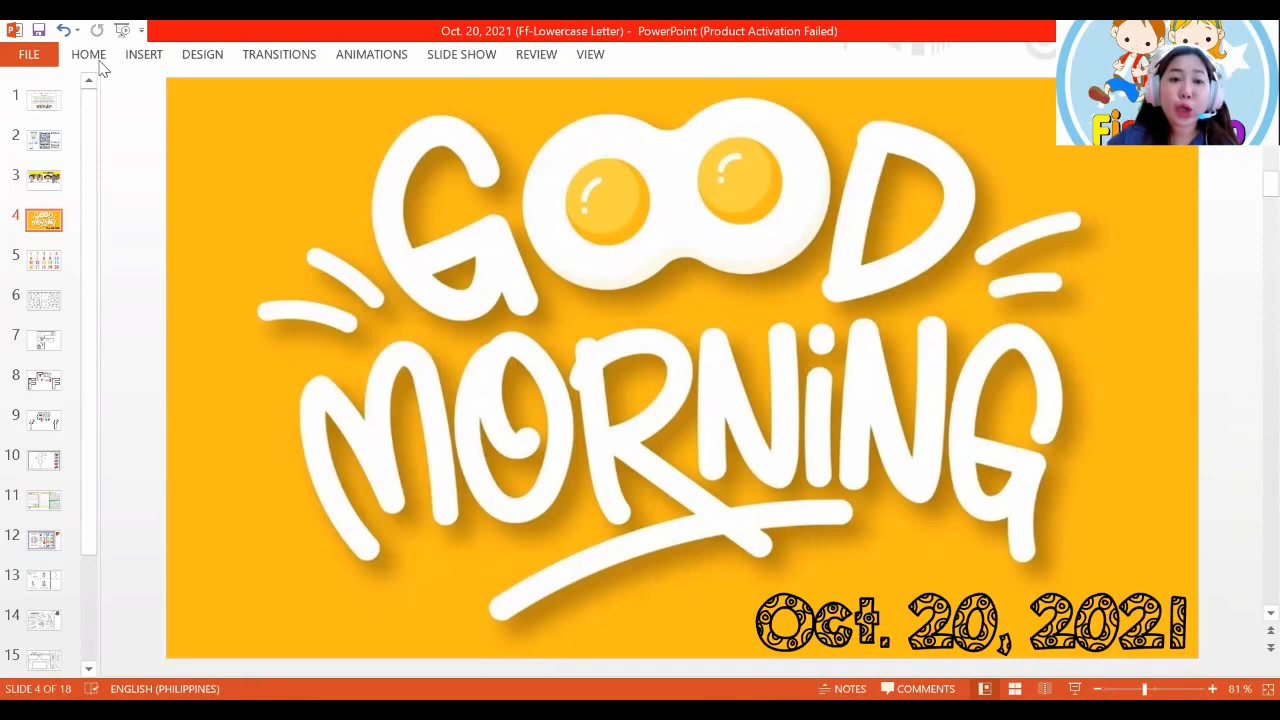 Oct. 20, 2021 (Ff-Lowercase Letter) - PowerPoint (Product Activation Failed)
FILE HOME INSERT DESIGN TRANSITIONS ANIMATIONS SLIDE SHOW REVIEW VIEW
1
2
3
4
5
6
7
8
9
10
11
12
13
14
15
GOOD
MORNiNG
Oct. 20, 2021
SLIDE 4 OF 18 ENGLISH (PHILIPPINES) NOTES COMMENTS 81 %